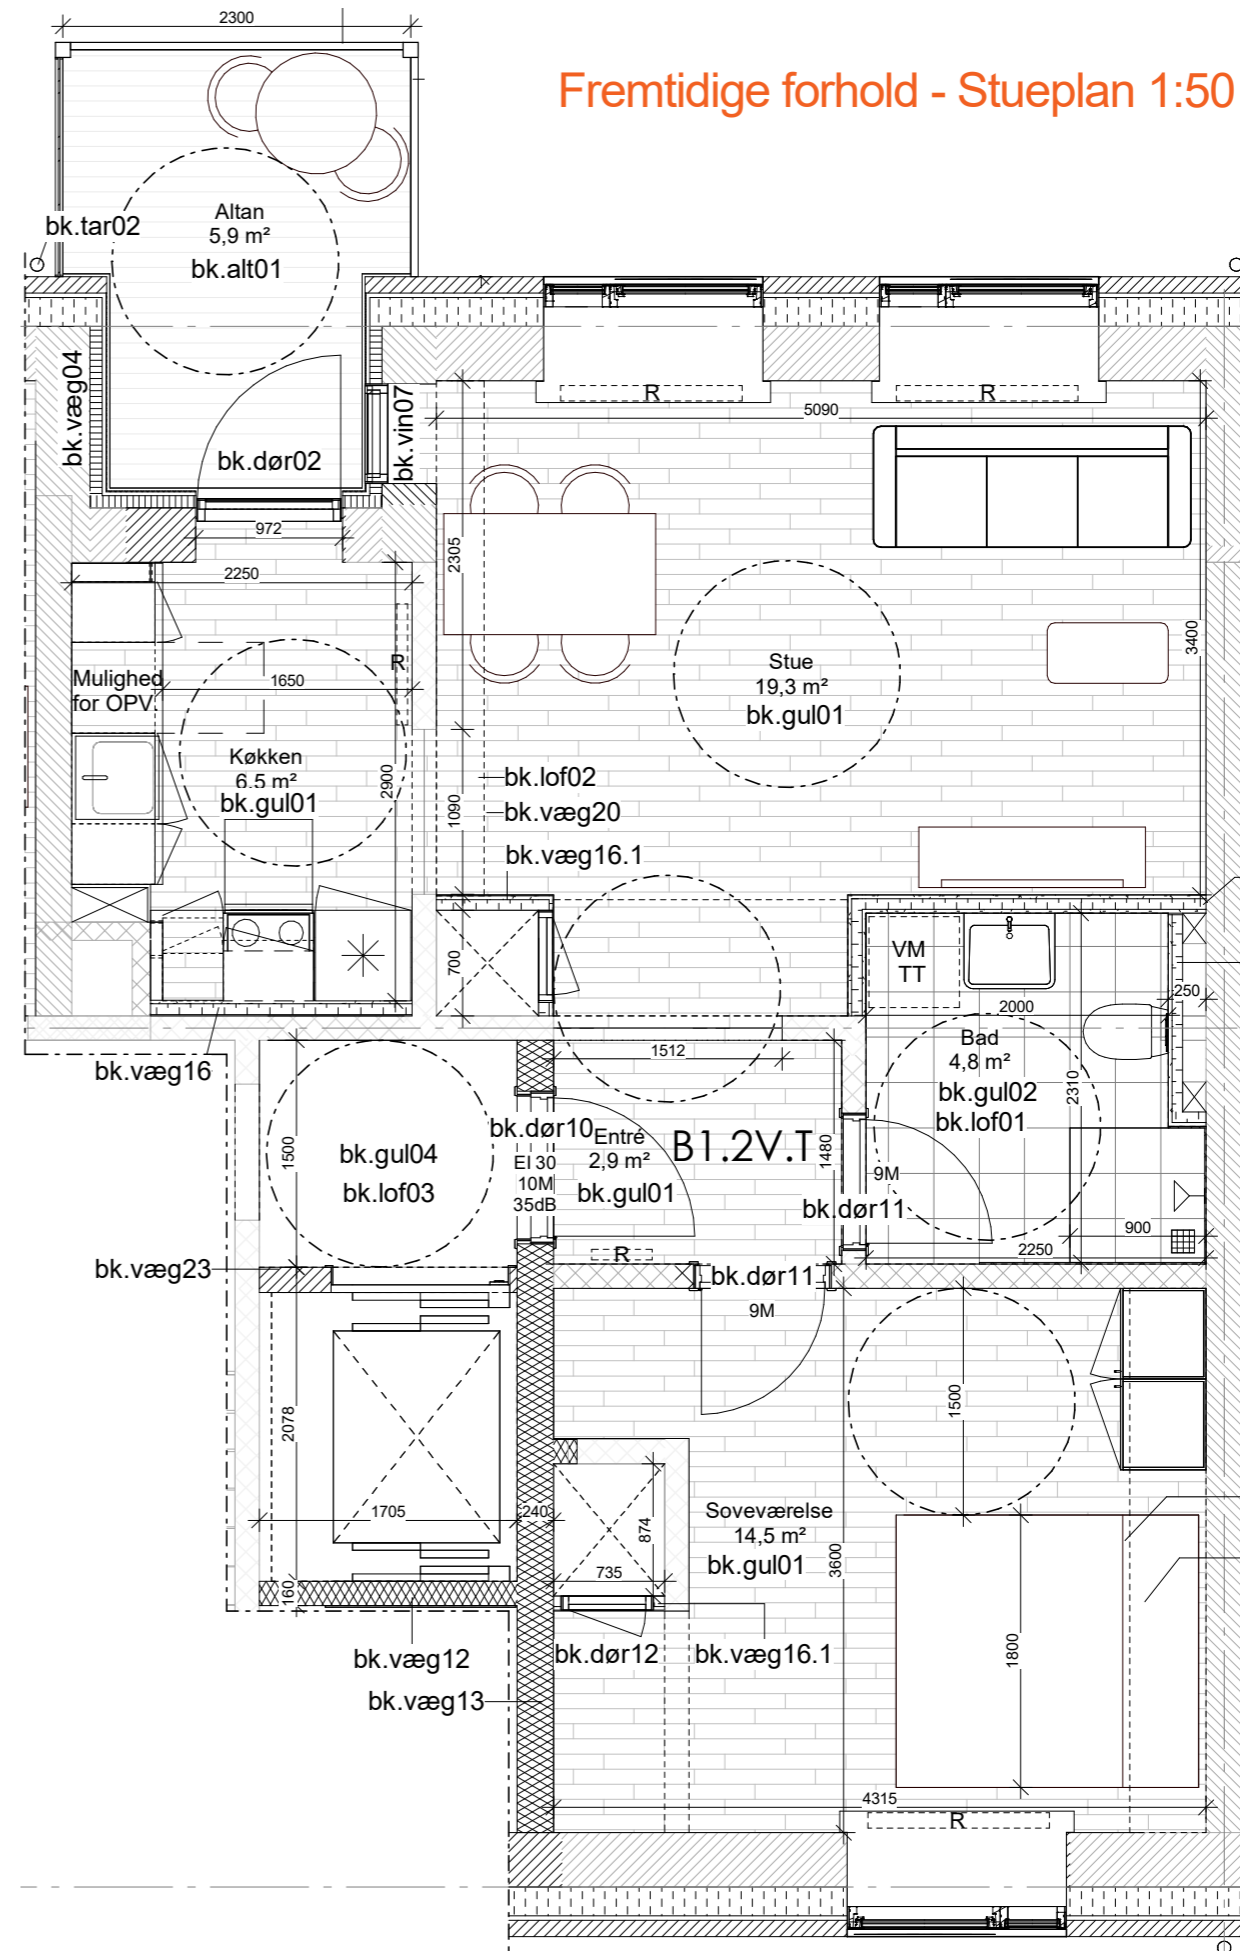 2300
Fremtidige forhold - Stueplan 1:50
Altan
5,9 m²
bk.alt01
bk.tar02
bk.væg04
bk.dør02
bk.vin07
R
R
5090
972
2250
2305
3400
Mulighed
for OPV.
1650
R
Stue
19,3 m²
bk.gul01
Køkken
6,5 m²
bk.gul01
2900
1090
bk.lof02
bk.væg20
bk.væg16.1
700
VM
TT
250
2000
bk.væg16
1512
Bad
4,8 m²
bk.gul02
bk.lof01
2310
1500
bk.gul04
bk.lof03
bk.dør10
EI 30
10M
35dB
Entré
2,9 m²
bk.gul01
B1.2V.T
1480
9M
bk.dør11
900
2250
R
bk.væg23
bk.dør11
9M
1500
2078
1705
240
874
735
Soveværelse
14,5 m²
bk.gul01
3600
160
1800
bk.væg12
bk.dør12
bk.væg16.1
bk.væg13
4315
R